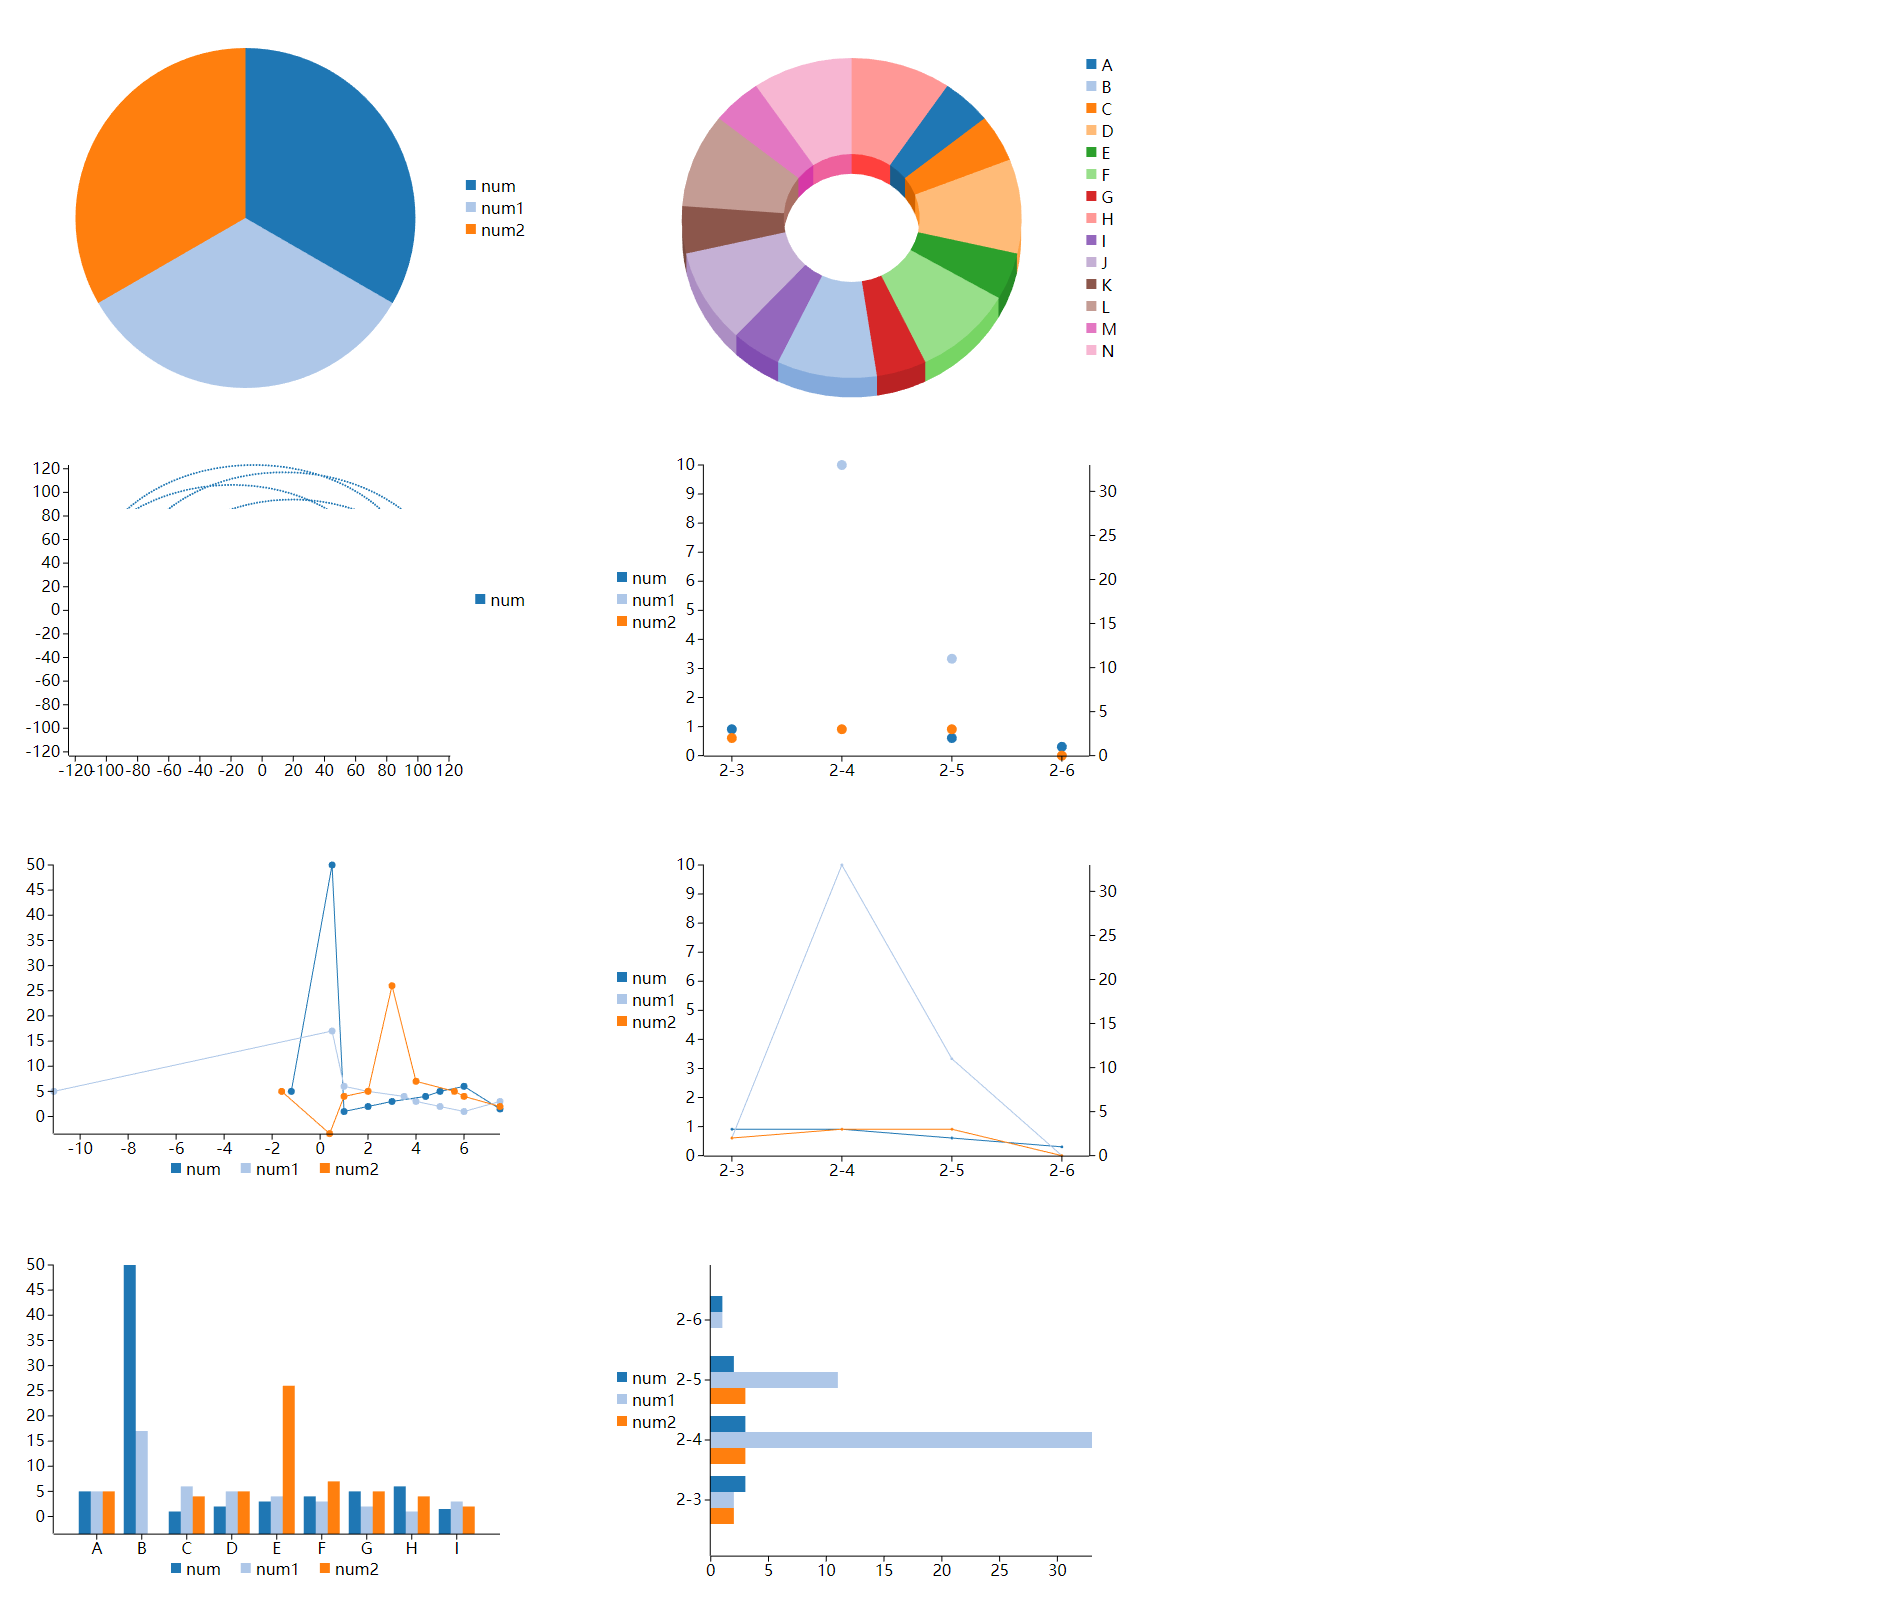 num
num1
num2
A
B
C
D
E
F
G
H
I
J
K
L
M
N
120
100
80
60
40
20
0
-20
-40
-60
-80
-100
-120
-120 -100 -80 -60 -40 -20 0 20 40 60 80 100 120
num
10
9
8
7
6
5
4
3
2
1
0
2-3 2-4 2-5 2-6
30
25
20
15
10
5
0
num
num1
num2
50
45
40
35
30
25
20
15
10
5
0
-10 -8 -6 -4 -2 0 2 4 6
num num1 num2
10
9
8
7
6
5
4
3
2
1
0
2-3 2-4 2-5 2-6
30
25
20
15
10
5
0
num
num1
num2
50
45
40
35
30
25
20
15
10
5
0
A B C D E F G H I
num num1 num2
2-6
2-5
2-4
2-3
0 5 10 15 20 25 30
num
num1
num2